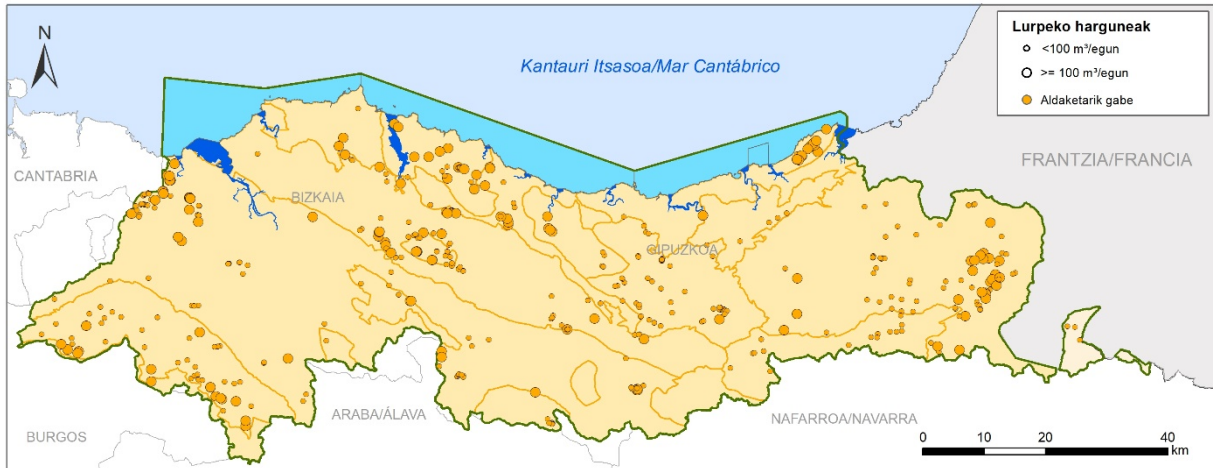 N
Kantauri Itsasoa/Mar Cantábrico
Lurpeko harguneak
<100 m³/egun
>= 100 m³/egun
Aldaketarik gabe
FRANTZIA/FRANCIA
CANTABRIA
BIZKAIA
GIPUZKOA
ARABA/ÁLAVA
NAFARROA/NAVARRA
BURGOS
0 10 20 40
km